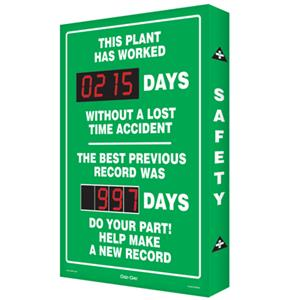 THIS PLANT
HAS WORKED
0215 DAYS
WITHOUT A LOST
TIME ACCIDENT
THE BEST PREVIOUS
RECORD WAS
997 DAYS
DO YOUR PART!
HELP MAKE
A NEW RECORD
SAFETY